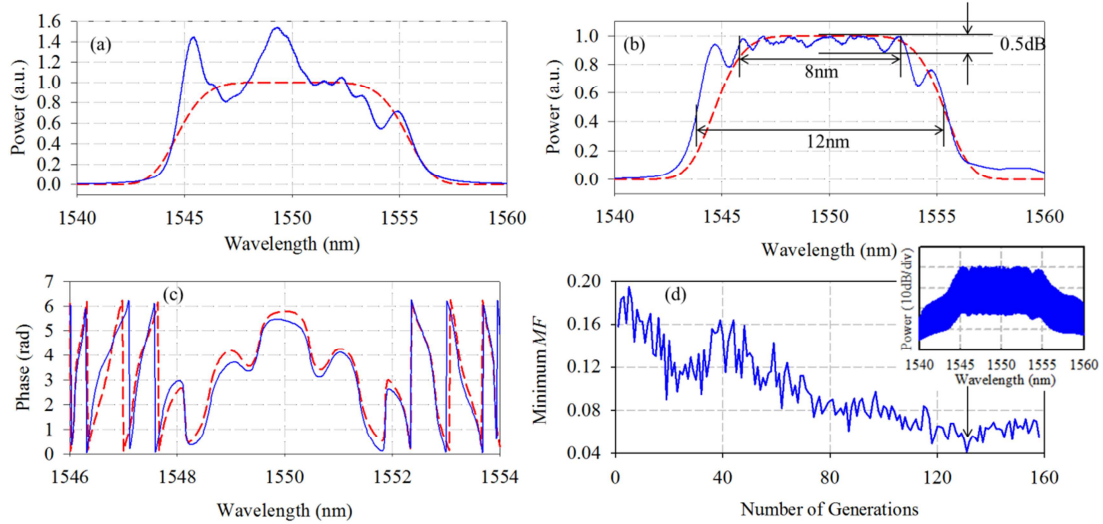 (a)
Power (a.u.)
1.6
1.4
1.2
1.0
0.8
0.6
0.4
0.2
0.0
1540 1545 1550 1555 1560
Wavelength (nm)
(b)
Power (a.u.)
1.0
0.8
0.6
0.4
0.2
0.0
0.5dB
8nm
12nm
1540 1545 1550 1555 1560
Wavelength (nm)
(c)
Phase (rad)
7
6
5
4
3
2
1
0
1546 1548 1550 1552 1554
Wavelength (nm)
(d)
Minimum MF
0.20
0.16
0.12
0.08
0.04
0 40 80 120 160
Number of Generations
Power (10dB/div)
1540 1545 1550 1555 1560
Wavelength (nm)